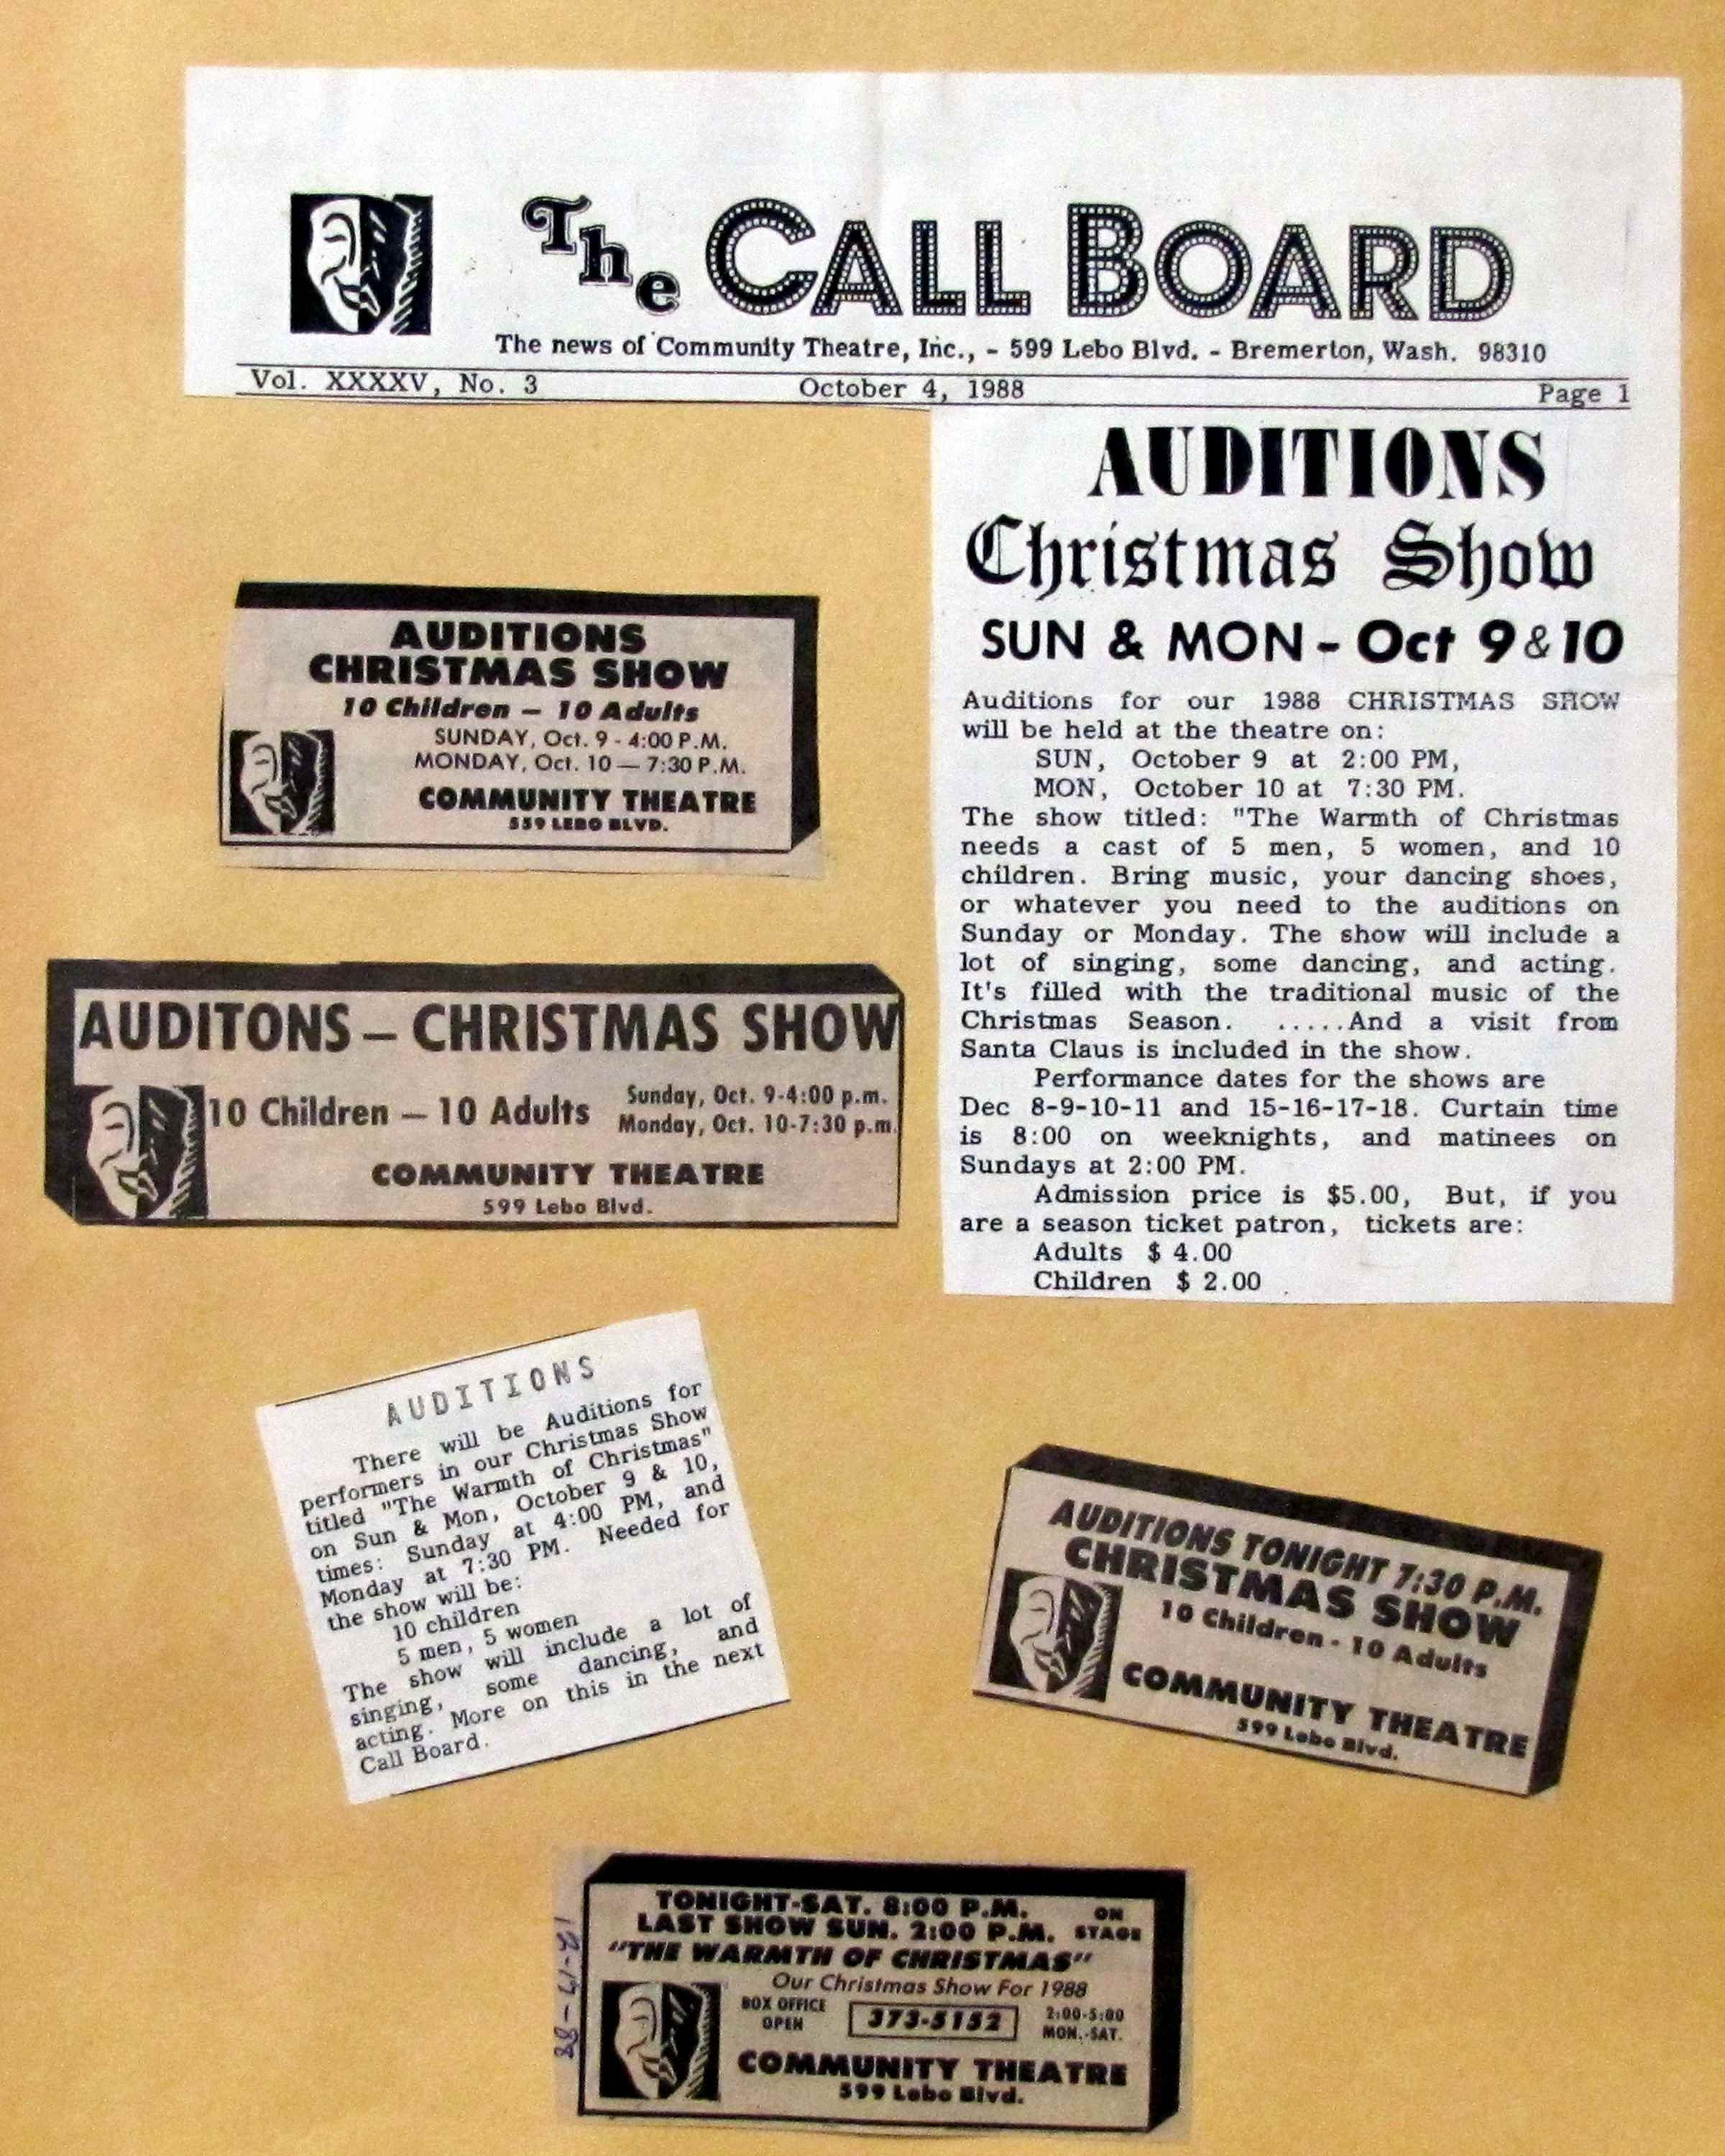 The CALL BOARD
The news of Community Theatre, Inc., - 599 Lebo Blvd. - Bremerton, Wash. 98310
Vol. XXXXV, No. 3 October 4, 1988 Page 1
AUDITIONS
Christmas Show
SUN & MON - Oct 9 & 10
Auditions for our 1988 CHRISTMAS SHOW
will be held at the theatre on:
SUN, October 9 at 2:00 PM,
MON, October 10 at 7:30 PM.
The show titled: "The Warmth of Christmas
needs a cast of 5 men, 5 women, and 10
children. Bring music, your dancing shoes,
or whatever you need to the auditions on
Sunday or Monday. The show will include a
lot of singing, some dancing, and acting.
It's filled with the traditional music of the
Christmas Season. .....And a visit from
Santa Claus is included in the show.
Performance dates for the shows are
Dec 8-9-10-11 and 15-16-17-18. Curtain time
is 8:00 on weeknights, and matinees on
Sundays at 2:00 PM.
Admission price is $5.00, But, if you
are a season ticket patron, tickets are:
Adults $ 4.00
Children $ 2.00
AUDITIONS
CHRISTMAS SHOW
10 Children — 10 Adults
SUNDAY, Oct. 9 - 4:00 P.M.
MONDAY, Oct. 10 — 7:30 P.M.
COMMUNITY THEATRE
559 LEBO BLVD.
AUDITONS — CHRISTMAS SHOW
10 Children — 10 Adults
Sunday, Oct. 9-4:00 p.m.
Monday, Oct. 10-7:30 p.m.
COMMUNITY THEATRE
599 Lebo Blvd.
AUDITIONS
There will be Auditions for
performers in our Christmas Show
titled "The Warmth of Christmas"
on Sun & Mon, October 9 & 10,
times: Sunday at 4:00 PM, and
Monday at 7:30 PM. Needed for
the show will be:
10 children
5 men, 5 women
The show will include a lot of
singing, some dancing, and
acting. More on this in the next
Call Board.
AUDITIONS TONIGHT 7:30 P.M.
CHRISTMAS SHOW
10 Children - 10 Adults
COMMUNITY THEATRE
599 Lebo Blvd.
12-17-88
TONIGHT-SAT. 8:00 P.M.
LAST SHOW SUN. 2:00 P.M.
ON
STAGE
"THE WARMTH OF CHRISTMAS"
Our Christmas Show For 1988
BOX OFFICE
OPEN
373-5152
2:00-5:00
MON.-SAT.
COMMUNITY THEATRE
599 Lebo Blvd.